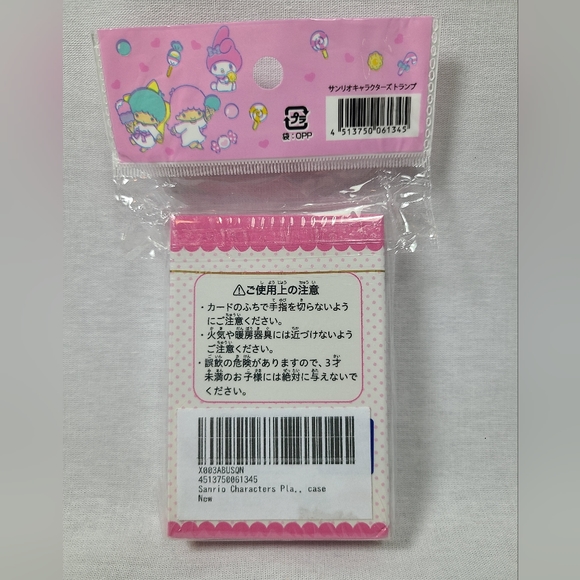 サンリオキャラクターズトランプ
プラ
袋：OPP
4 513750 061345
⚠ご使用上の注意
・カードのふちで手指を切らないよう
にご注意ください。
・火気や暖房器具には近づけないよう
ご注意ください。
・誤飲の危険がありますので、3才
未満のお子様には絶対に与えないで
ください。
X003ABUSQN
4513750061345
Sanrio Characters Pla,, case
New